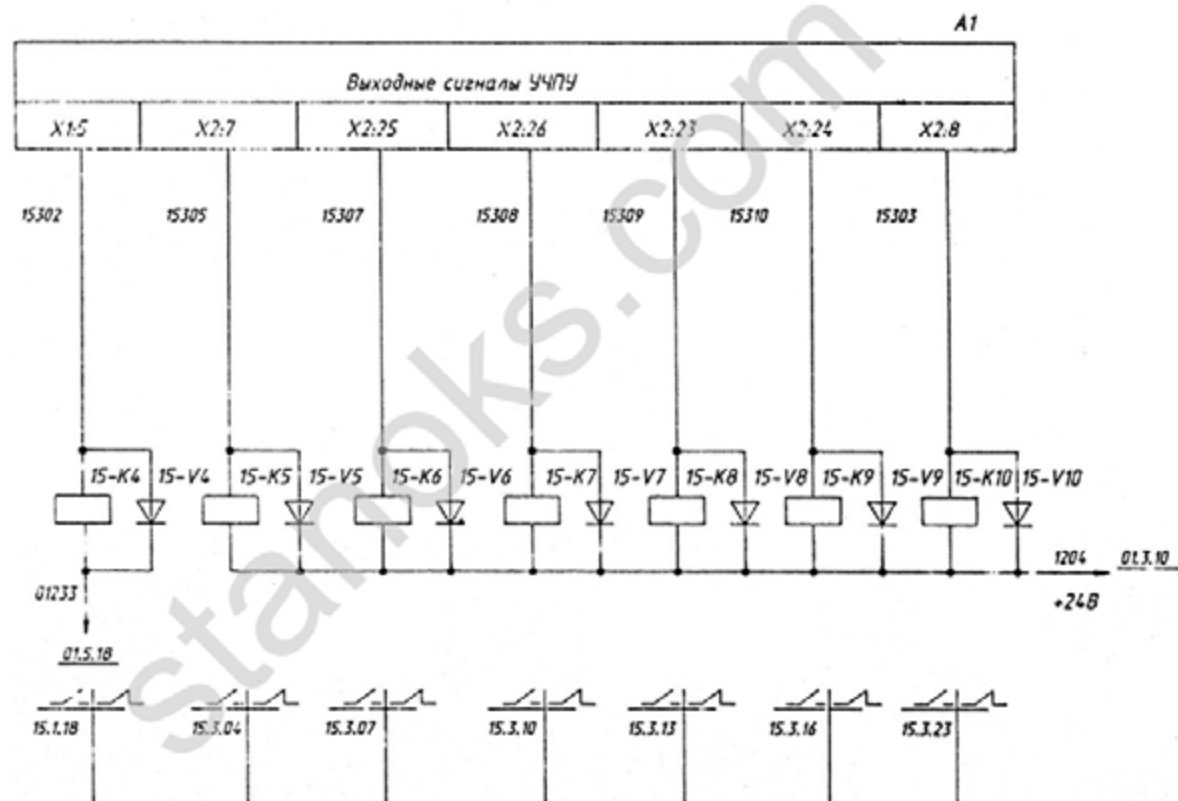 A1
Выходные сигналы УЧПУ
X1:5 X2:7 X2:25 X2:26 X2:23 X2:24 X2:8
15302 15305 15307 15308 15309 15310 15303
15-K4 15-V4 15-K5 15-V5 15-K6 15-V6 15-K7 15-V7 15-K8 15-V8 15-K9 15-V9 15-K10 15-V10
1204 01.3.10
01233 +24В
01.5.18
15.1.18 15.3.04 15.3.07 15.3.10 15.3.13 15.3.16 15.3.23
stanoks.com